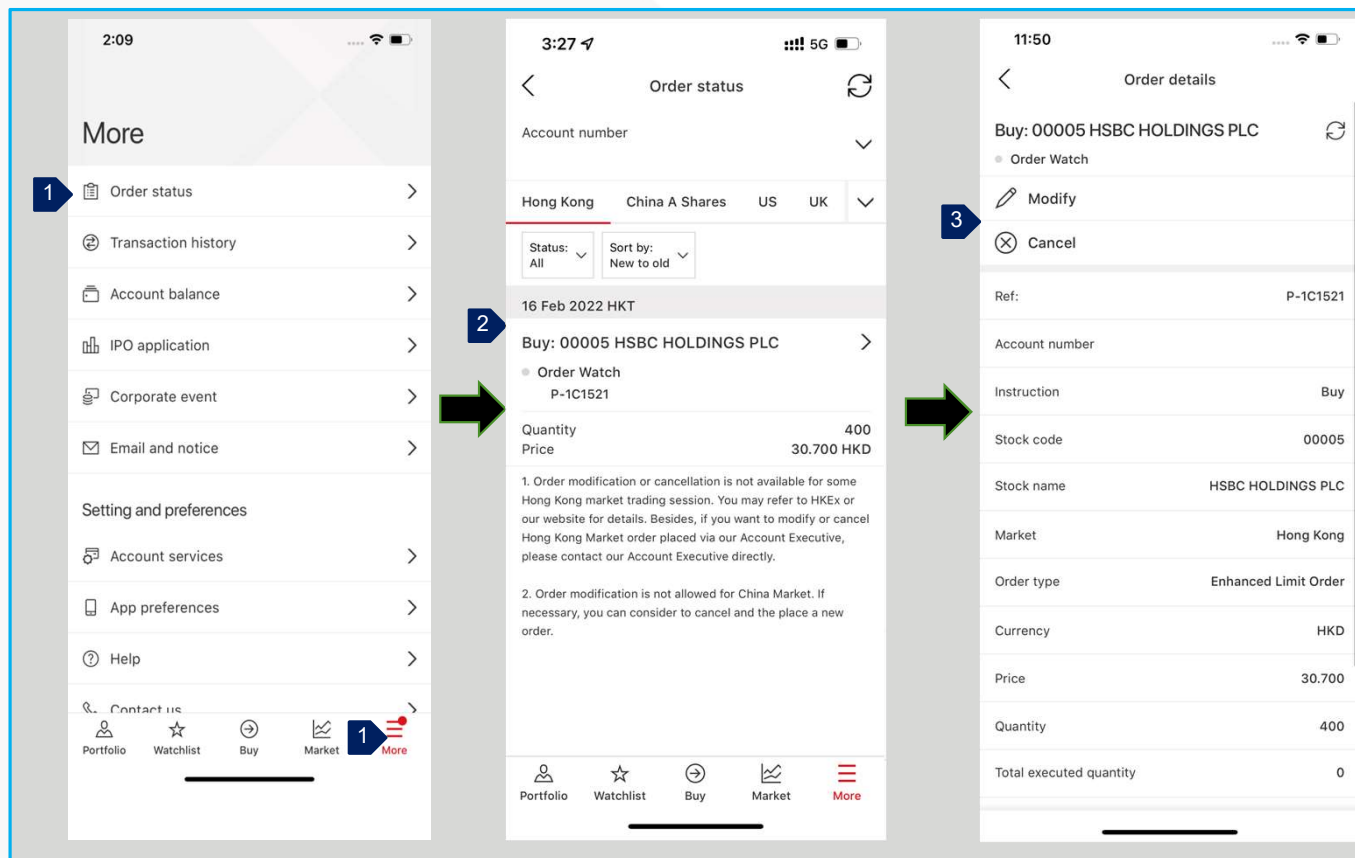 2:09
More
1
Order status
Transaction history
Account balance
IPO application
Corporate event
Email and notice
Setting and preferences
Account services
App preferences
Help
Contact us
Portfolio Watchlist Buy Market 1 More
3:27 5G
Order status
Account number
Hong Kong China A Shares US UK
Status: All
Sort by: New to old
16 Feb 2022 HKT
2
Buy: 00005 HSBC HOLDINGS PLC
Order Watch
P-1C1521
Quantity 400
Price 30.700 HKD
1. Order modification or cancellation is not available for some
Hong Kong market trading session. You may refer to HKEx or
our website for details. Besides, if you want to modify or cancel
Hong Kong Market order placed via our Account Executive,
please contact our Account Executive directly.
2. Order modification is not allowed for China Market. If
necessary, you can consider to cancel and the place a new
order.
Portfolio Watchlist Buy Market More
11:50
Order details
Buy: 00005 HSBC HOLDINGS PLC
Order Watch
Modify
3
Cancel
Ref: P-1C1521
Account number
Instruction Buy
Stock code 00005
Stock name HSBC HOLDINGS PLC
Market Hong Kong
Order type Enhanced Limit Order
Currency HKD
Price 30.700
Quantity 400
Total executed quantity 0